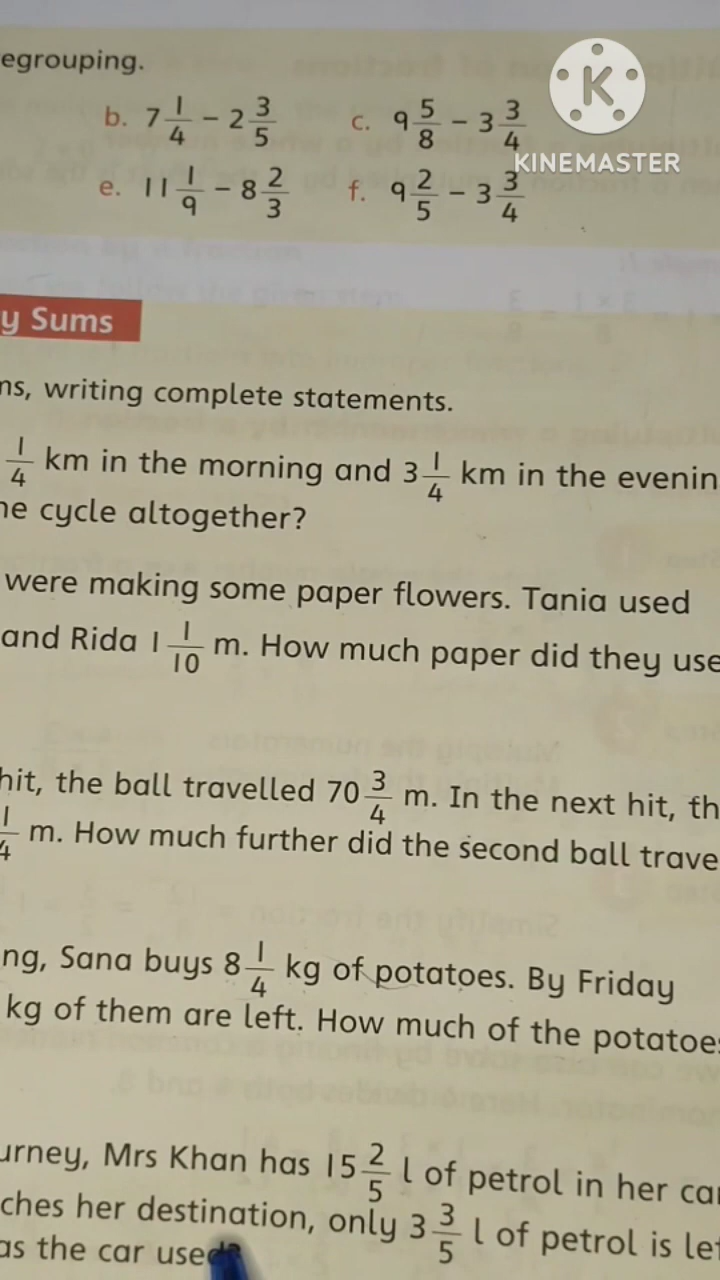 egrouping.
b. 7 1/4 − 2 3/5 c. 9 5/8 − 3 3/4
KINEMASTER
e. 11 1/9 − 8 2/3 f. 9 2/5 − 3 3/4
y Sums
ns, writing complete statements.
1/4 km in the morning and 3 1/4 km in the evenin
he cycle altogether?
were making some paper flowers. Tania used
and Rida 1 1/10 m. How much paper did they use
hit, the ball travelled 70 3/4 m. In the next hit, th
1/4 m. How much further did the second ball trave
ng, Sana buys 8 1/4 kg of potatoes. By Friday
kg of them are left. How much of the potatoes
urney, Mrs Khan has 15 2/5 l of petrol in her car
ches her destination, only 3 3/5 l of petrol is lef
as the car used